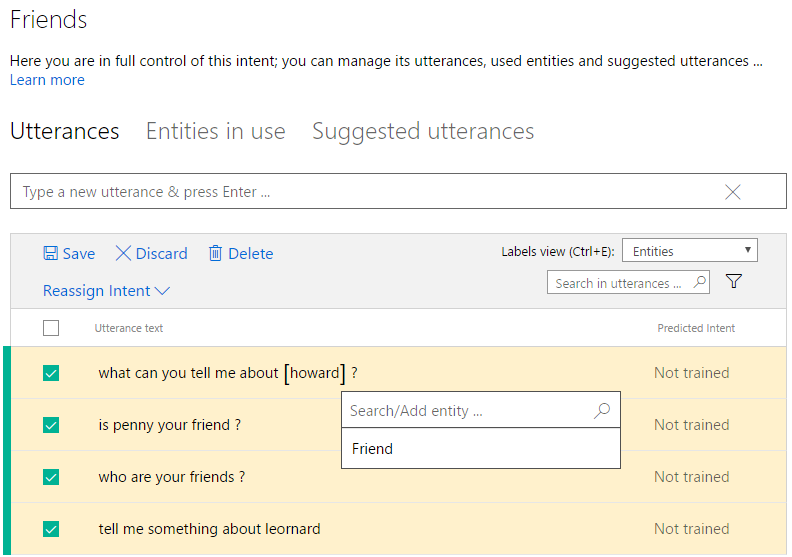 Friends
Here you are in full control of this intent; you can manage its utterances, used entities and suggested utterances ...
Learn more
Utterances Entities in use Suggested utterances
Type a new utterance & press Enter ...
Save Discard Delete Labels view (Ctrl+E): Entities
Reassign Intent Search in utterances ...
Utterance text Predicted Intent
what can you tell me about [howard] ? Not trained
Search/Add entity ...
is penny your friend ? Not trained
Friend
who are your friends ? Not trained
tell me something about leornard Not trained